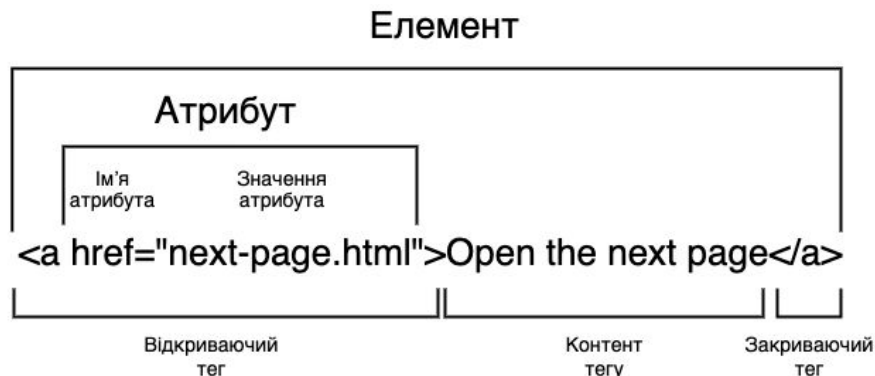 Елемент
Атрибут
Ім'я
атрибута
Значення
атрибута
<a href="next-page.html">Open the next page</a>
Відкриваючий
тег
Контент
тегу
Закриваючий
тег